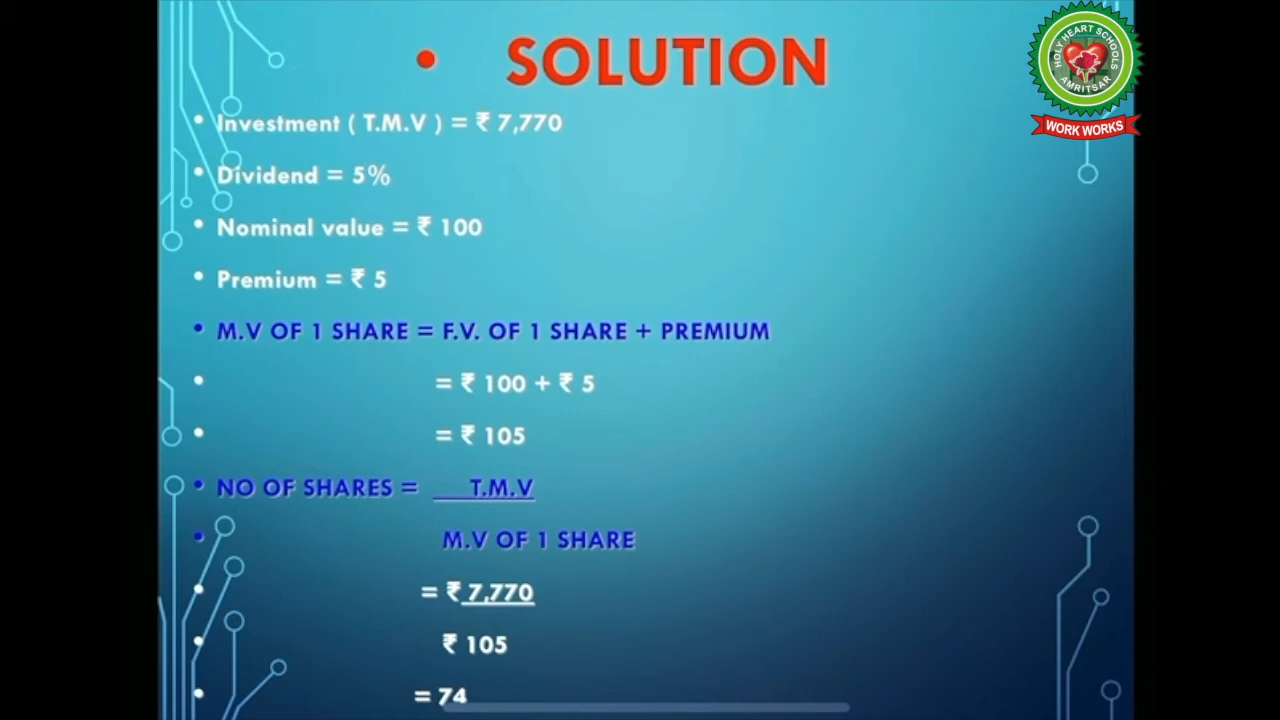 • SOLUTION
HOLY HEART SCHOOLS
AMRITSAR
WORK WORKS
• Investment ( T.M.V ) = ₹ 7,770
• Dividend = 5%
• Nominal value = ₹ 100
• Premium = ₹ 5
• M.V OF 1 SHARE = F.V. OF 1 SHARE + PREMIUM
• = ₹ 100 + ₹ 5
• = ₹ 105
• NO OF SHARES = T.M.V
• M.V OF 1 SHARE
• = ₹ 7,770
• ₹ 105
• = 74